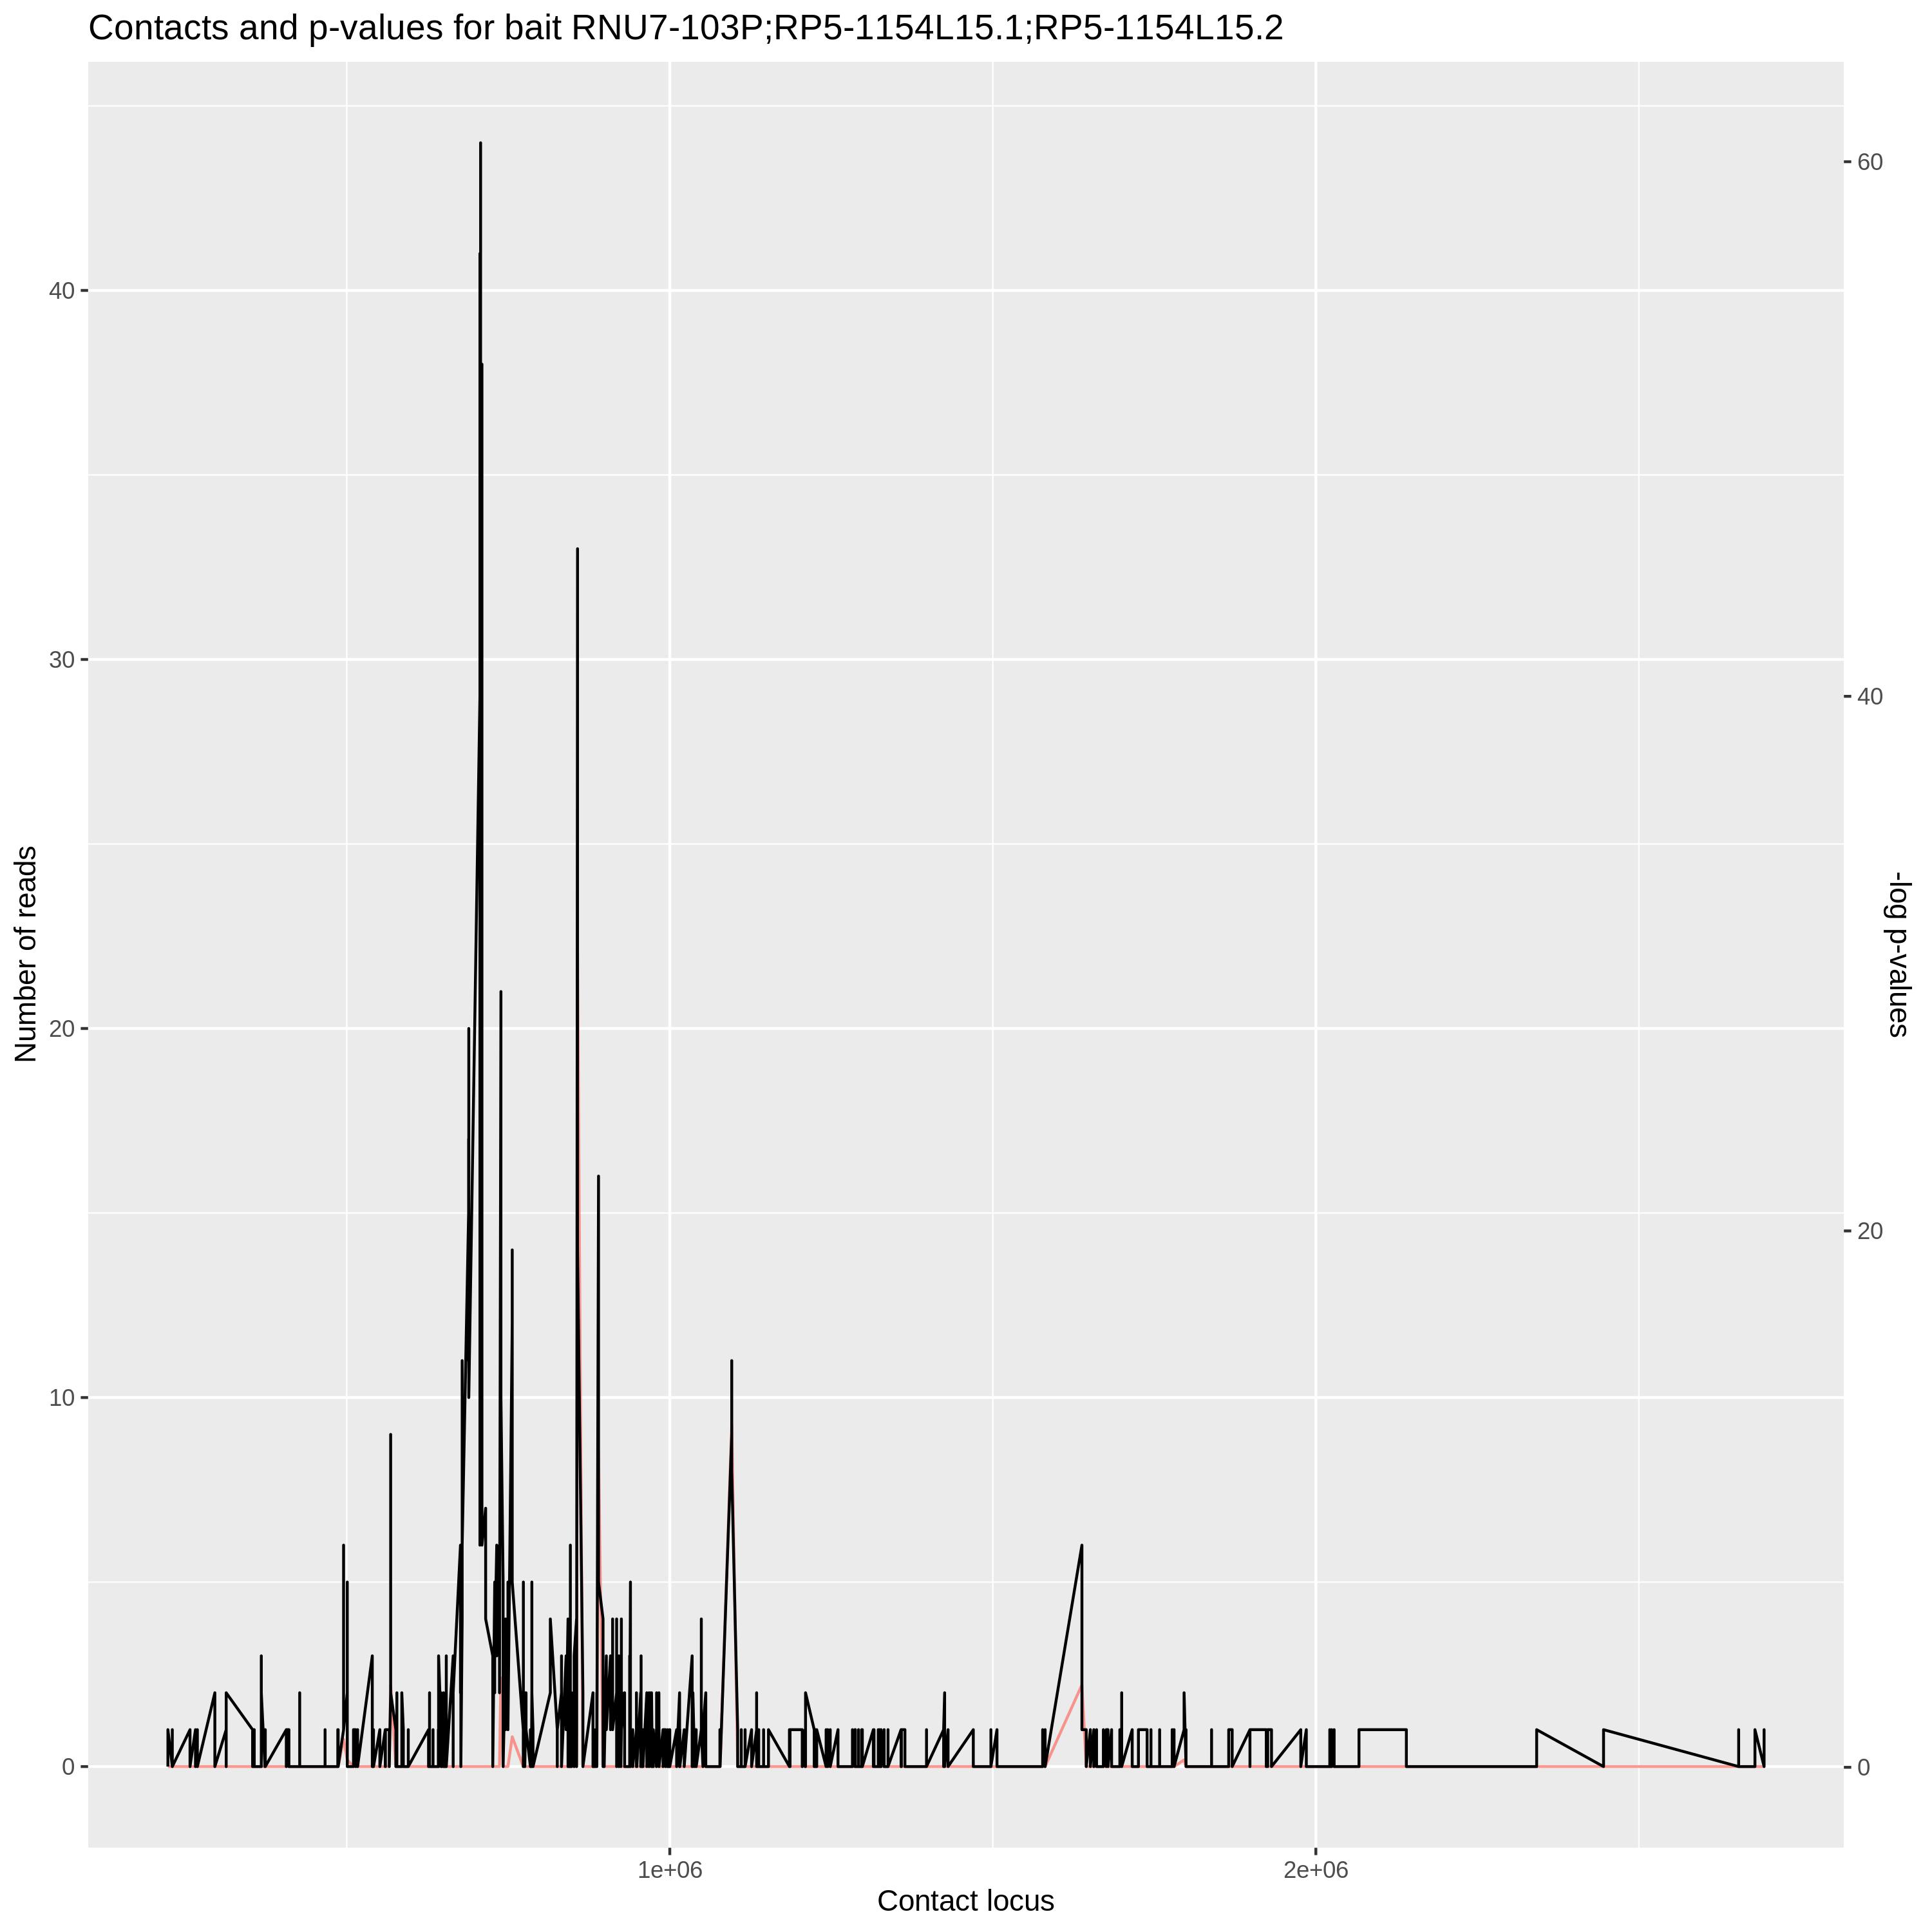 Contacts and p-values for bait RNU7-103P;RP5-1154L15.1;RP5-1154L15.2
60
40
40
30
20
20
10
0
0
Number of reads
-log p-values
1e+06
2e+06
Contact locus